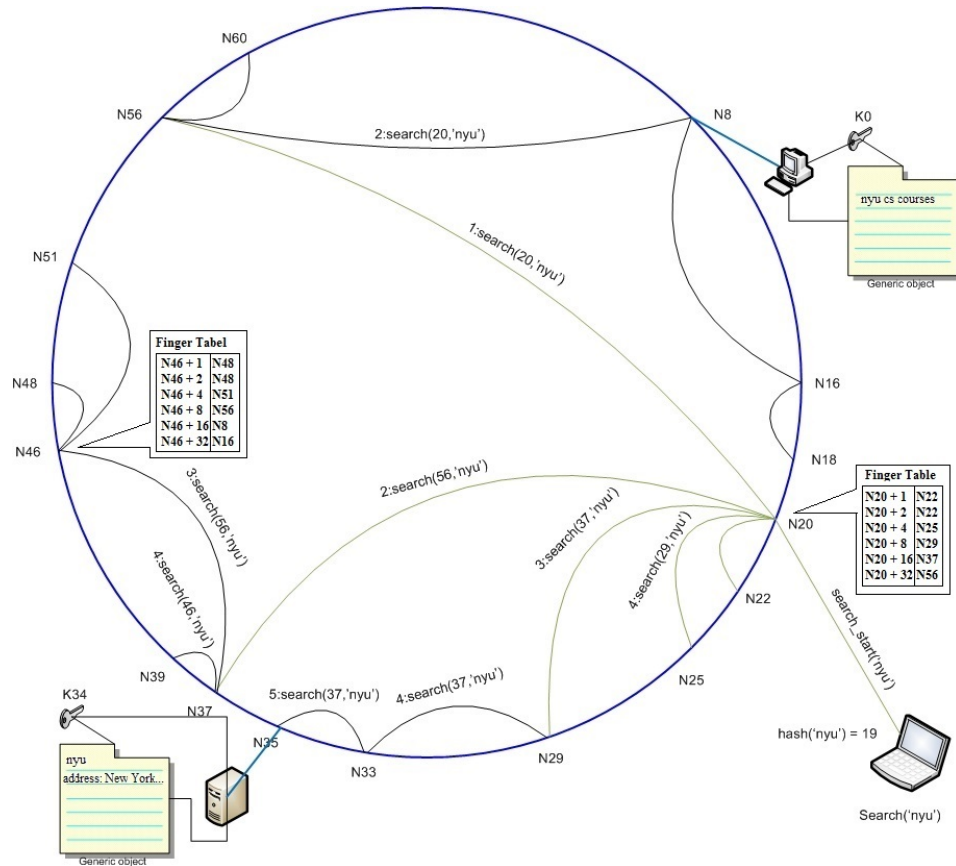 N60
N56
N8
K0
2:search(20,'nyu')
nyu cs courses
1:search(20,'nyu')
Generic object
N51
Finger Tabel
N46 + 1 N48
N46 + 2 N48
N46 + 4 N51
N46 + 8 N56
N46 + 16 N8
N46 + 32 N16
N48
N16
N46
N18
2:search(56,'nyu')
3:search(56,'nyu')
3:search(37,'nyu')
Finger Table
N20 + 1 N22
N20 + 2 N22
N20 + 4 N25
N20 + 8 N29
N20 + 16 N37
N20 + 32 N56
N20
4:search(29,'nyu')
4:search(46,'nyu')
N22
search_start('nyu')
N39
5:search(37,'nyu')
4:search(37,'nyu')
N25
K34
N37
N35
N33
N29
hash('nyu') = 19
nyu
address: New York...
Search('nyu')
Generic object